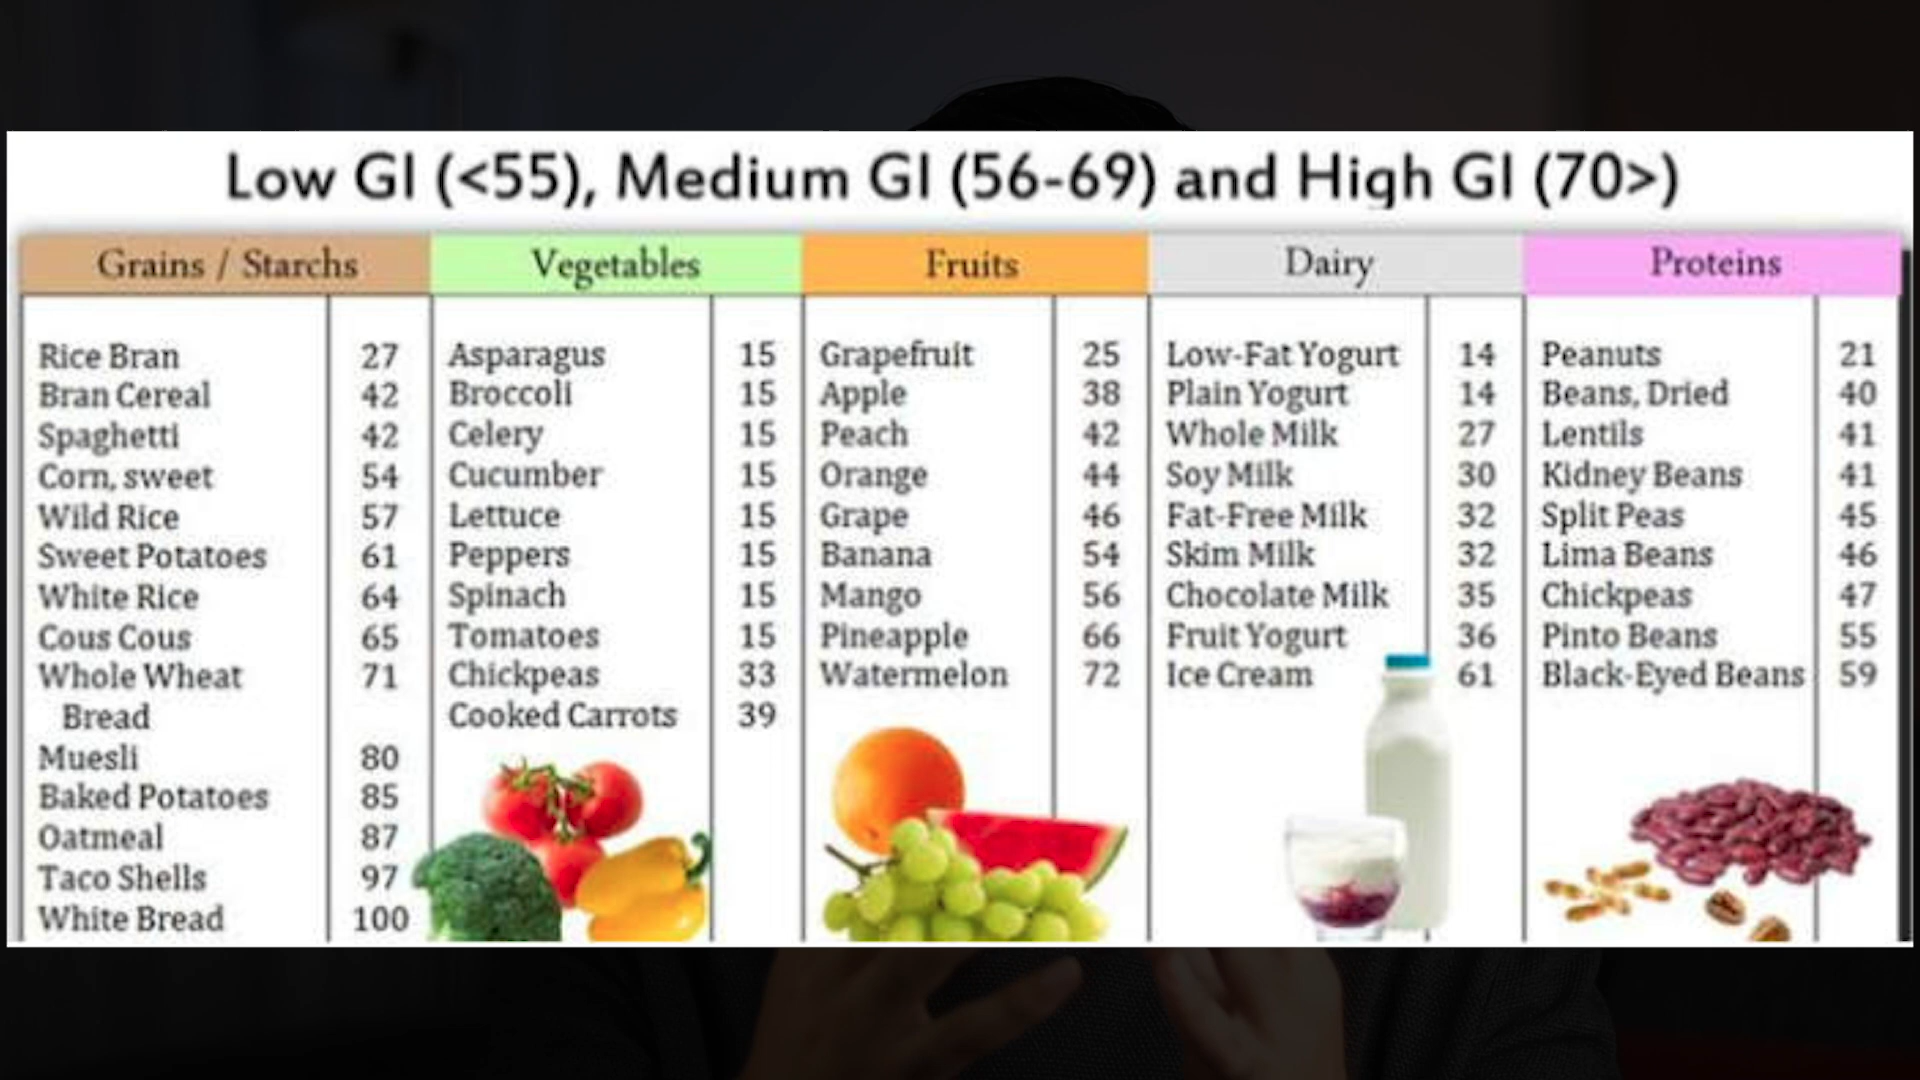 Low GI (<55), Medium GI (56-69) and High GI (70>)
Grains / Starchs
Rice Bran 27
Bran Cereal 42
Spaghetti 42
Corn, sweet 54
Wild Rice 57
Sweet Potatoes 61
White Rice 64
Cous Cous 65
Whole Wheat 71
Bread
Muesli 80
Baked Potatoes 85
Oatmeal 87
Taco Shells 97
White Bread 100
Vegetables
Asparagus 15
Broccoli 15
Celery 15
Cucumber 15
Lettuce 15
Peppers 15
Spinach 15
Tomatoes 15
Chickpeas 33
Cooked Carrots 39
Fruits
Grapefruit 25
Apple 38
Peach 42
Orange 44
Grape 46
Banana 54
Mango 56
Pineapple 66
Watermelon 72
Dairy
Low-Fat Yogurt 14
Plain Yogurt 14
Whole Milk 27
Soy Milk 30
Fat-Free Milk 32
Skim Milk 32
Chocolate Milk 35
Fruit Yogurt 36
Ice Cream 61
Proteins
Peanuts 21
Beans, Dried 40
Lentils 41
Kidney Beans 41
Split Peas 45
Lima Beans 46
Chickpeas 47
Pinto Beans 55
Black-Eyed Beans 59